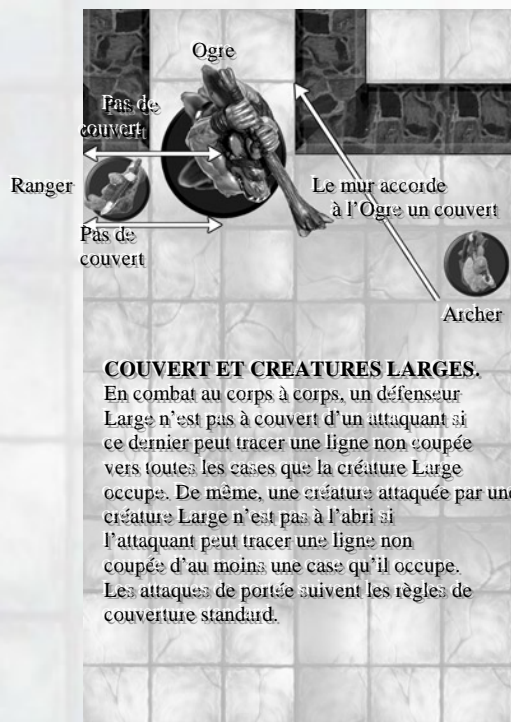 Ogre
Pas de
couvert
Ranger
Le mur accorde
à l'Ogre un couvert
Pas de
couvert
Archer
COUVERT ET CREATURES LARGES.
En combat au corps à corps, un défenseur
Large n'est pas à couvert d'un attaquant si
ce dernier peut tracer une ligne non coupée
vers toutes les cases que la créature Large
occupe. De même, une créature attaquée par une
créature Large n'est pas à l'abri si
l'attaquant peut tracer une ligne non
coupée d'au moins une case qu'il occupe.
Les attaques de portée suivent les règles de
couverture standard.